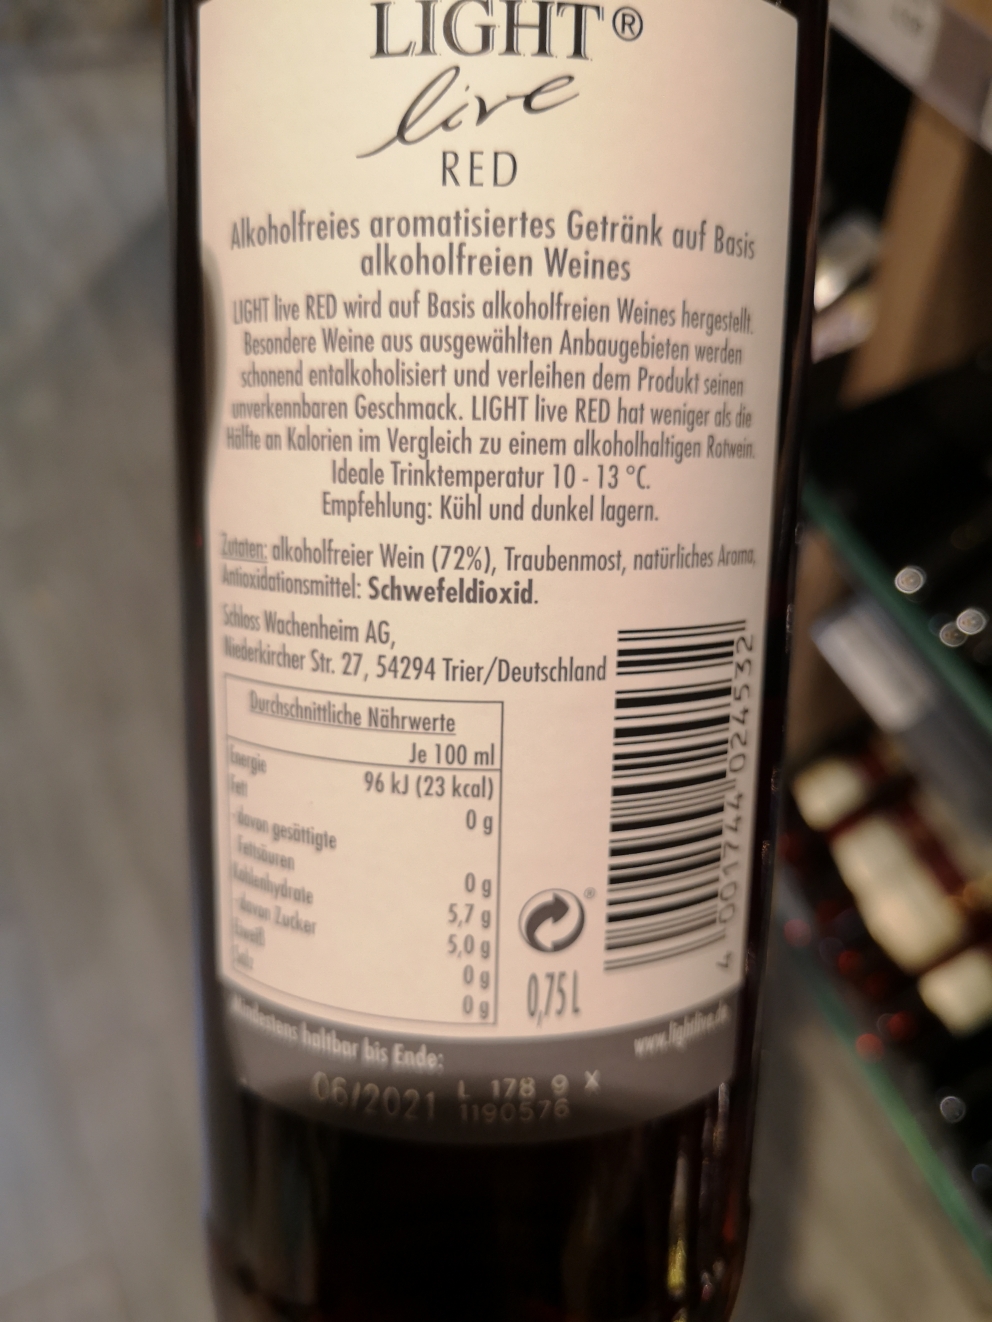 LIGHT®
live
RED
Alkoholfreies aromatisiertes Getränk auf Basis
alkoholfreien Weines
LIGHT live RED wird auf Basis alkoholfreien Weines hergestellt.
Besondere Weine aus ausgewählten Anbaugebieten werden
schonend entalkoholisiert und verleihen dem Produkt seinen
unverkennbaren Geschmack. LIGHT live RED hat weniger als die
Hälfte an Kalorien im Vergleich zu einem alkoholhaltigen Rotwein.
Ideale Trinktemperatur 10 - 13 °C.
Empfehlung: Kühl und dunkel lagern.
Zutaten: alkoholfreier Wein (72%), Traubenmost, natürliches Aroma,
Antioxidationsmittel: Schwefeldioxid.
Schloss Wachenheim AG,
Niederkircher Str. 27, 54294 Trier/Deutschland
Durchschnittliche Nährwerte
Je 100 ml
Energie 96 kJ (23 kcal)
Fett 0 g
- davon gesättigte
Fettsäuren 0 g
Kohlenhydrate 5,7 g
- davon Zucker 5,0 g
Eiweiß 0 g
Salz 0 g
®
0,75 L
4 001744 024532
Mindestens haltbar bis Ende:
www.lightlive.de
06/2021 L 178 9 X
1190576